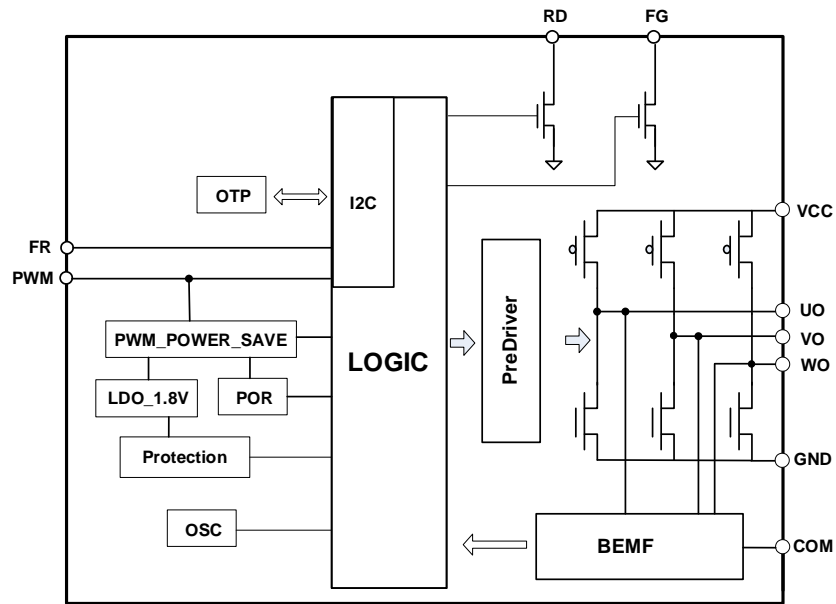 RD
FG
OTP
I2C
VCC
FR
PWM
UO
PWM_POWER_SAVE
VO
LOGIC
PreDriver
WO
LDO_1.8V
POR
Protection
GND
OSC
BEMF
COM